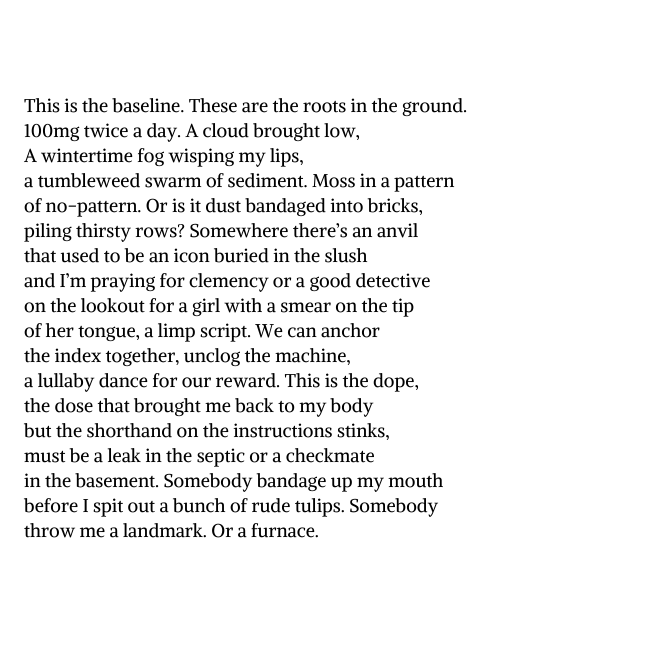 This is the baseline. These are the roots in the ground.
100mg twice a day. A cloud brought low,
A wintertime fog wisping my lips,
a tumbleweed swarm of sediment. Moss in a pattern
of no-pattern. Or is it dust bandaged into bricks,
piling thirsty rows? Somewhere there’s an anvil
that used to be an icon buried in the slush
and I’m praying for clemency or a good detective
on the lookout for a girl with a smear on the tip
of her tongue, a limp script. We can anchor
the index together, unclog the machine,
a lullaby dance for our reward. This is the dope,
the dose that brought me back to my body
but the shorthand on the instructions stinks,
must be a leak in the septic or a checkmate
in the basement. Somebody bandage up my mouth
before I spit out a bunch of rude tulips. Somebody
throw me a landmark. Or a furnace.